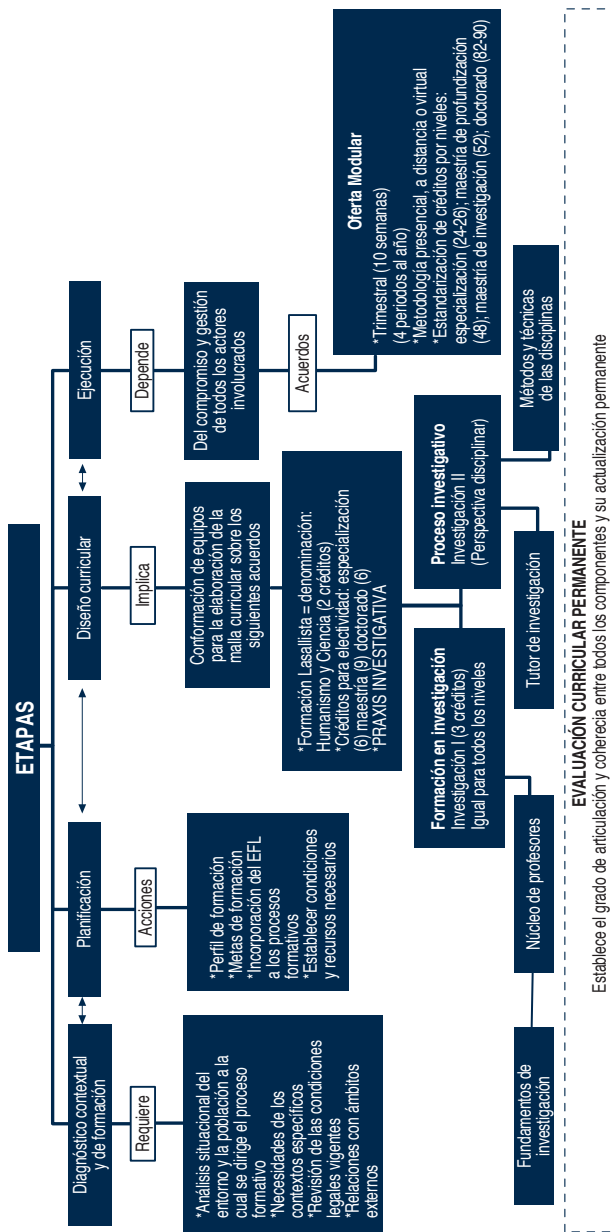 ETAPAS
Diagnóstico contextual
y de formación
Planificación
Diseño curricular
Ejecución
Requiere
Acciones
Implica
Depende
*Análisis situacional del
entorno y la población a la
cual se dirige el proceso
formativo
*Necesidades de los
contextos específicos
*Revisión de las condiciones
legales vigentes
*Relaciones con ámbitos
externos
*Perfil de formación
*Metas de formación
*Incorporación del EFL
a los procesos
formativos
*Establecer condiciones
y recursos necesarios
Conformación de equipos
para la elaboración de la
malla curricular sobre los
siguientes acuerdos
Del compromiso y gestión
de todos los actores
involucrados
Acuerdos
*Formación Lasallista = denominación:
Humanismo y Ciencia (2 créditos)
*Créditos para electividad: especialización
(6) maestría (9) doctorado (6)
*PRAXIS INVESTIGATIVA
Oferta Modular
*Trimestral (10 semanas)
(4 periodos al año)
*Metodología presencial, a distancia o virtual
*Estandarización de créditos por niveles:
especialización (24-26); maestría de profundización
(48); maestría de investigación (52); doctorado (82-90)
Formación en investigación
Investigación I (3 créditos)
Igual para todos los niveles
Proceso investigativo
Investigación II
(Perspectiva disciplinar)
Fundamentos de
investigación
Núcleo de profesores
Tutor de investigación
Métodos y técnicas
de las disciplinas
EVALUACIÓN CURRICULAR PERMANENTE
Establece el grado de articulación y coherecia entre todos los componentes y su actualización permanente